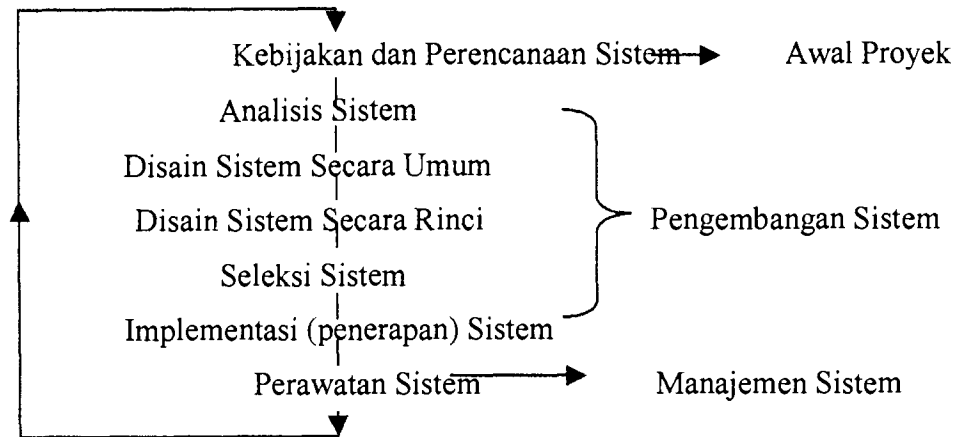 Kebijakan dan Perencanaan Sistem Awal Proyek
Analisis Sistem
Disain Sistem Secara Umum
Disain Sistem Secara Rinci Pengembangan Sistem
Seleksi Sistem
Implementasi (penerapan) Sistem
Perawatan Sistem Manajemen Sistem